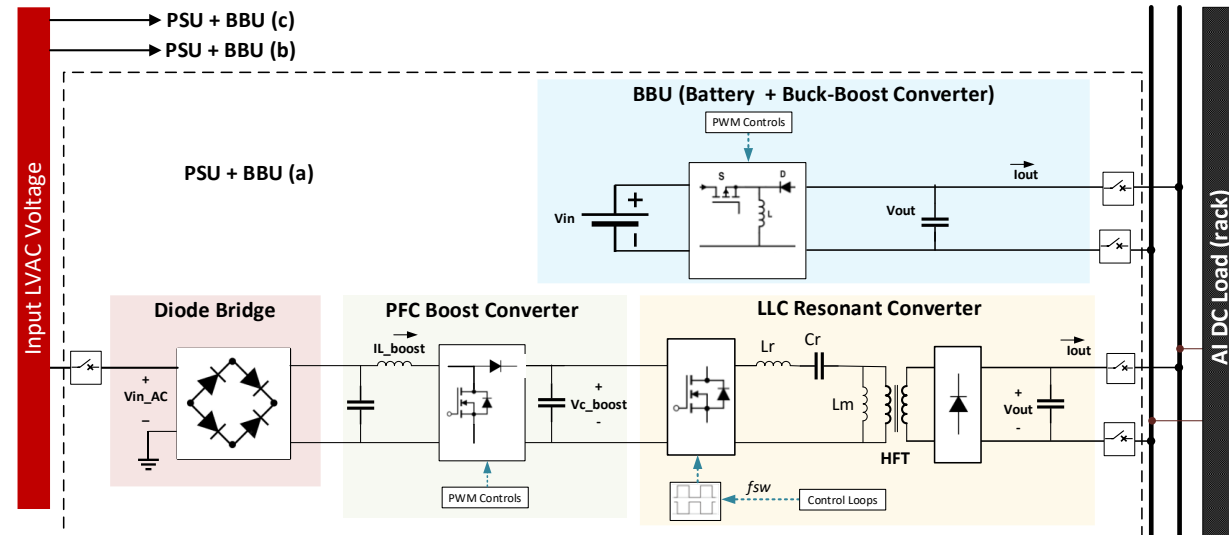 PSU + BBU (c)
PSU + BBU (b)
Input LVAC Voltage
PSU + BBU (a)
BBU (Battery + Buck-Boost Converter)
PWM Controls
S
D
L
Vin
+
−
Vout
Iout
AI DC Load (rack)
Diode Bridge
+
Vin_AC
−
PFC Boost Converter
IL_boost
+
Vc_boost
-
PWM Controls
LLC Resonant Converter
Lr
Cr
Lm
HFT
Iout
+
Vout
-
fsw
Control Loops